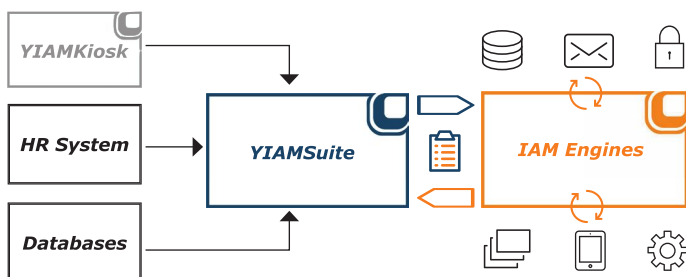 YIAMKiosk
HR System
YIAMSuite
IAM Engines
Databases